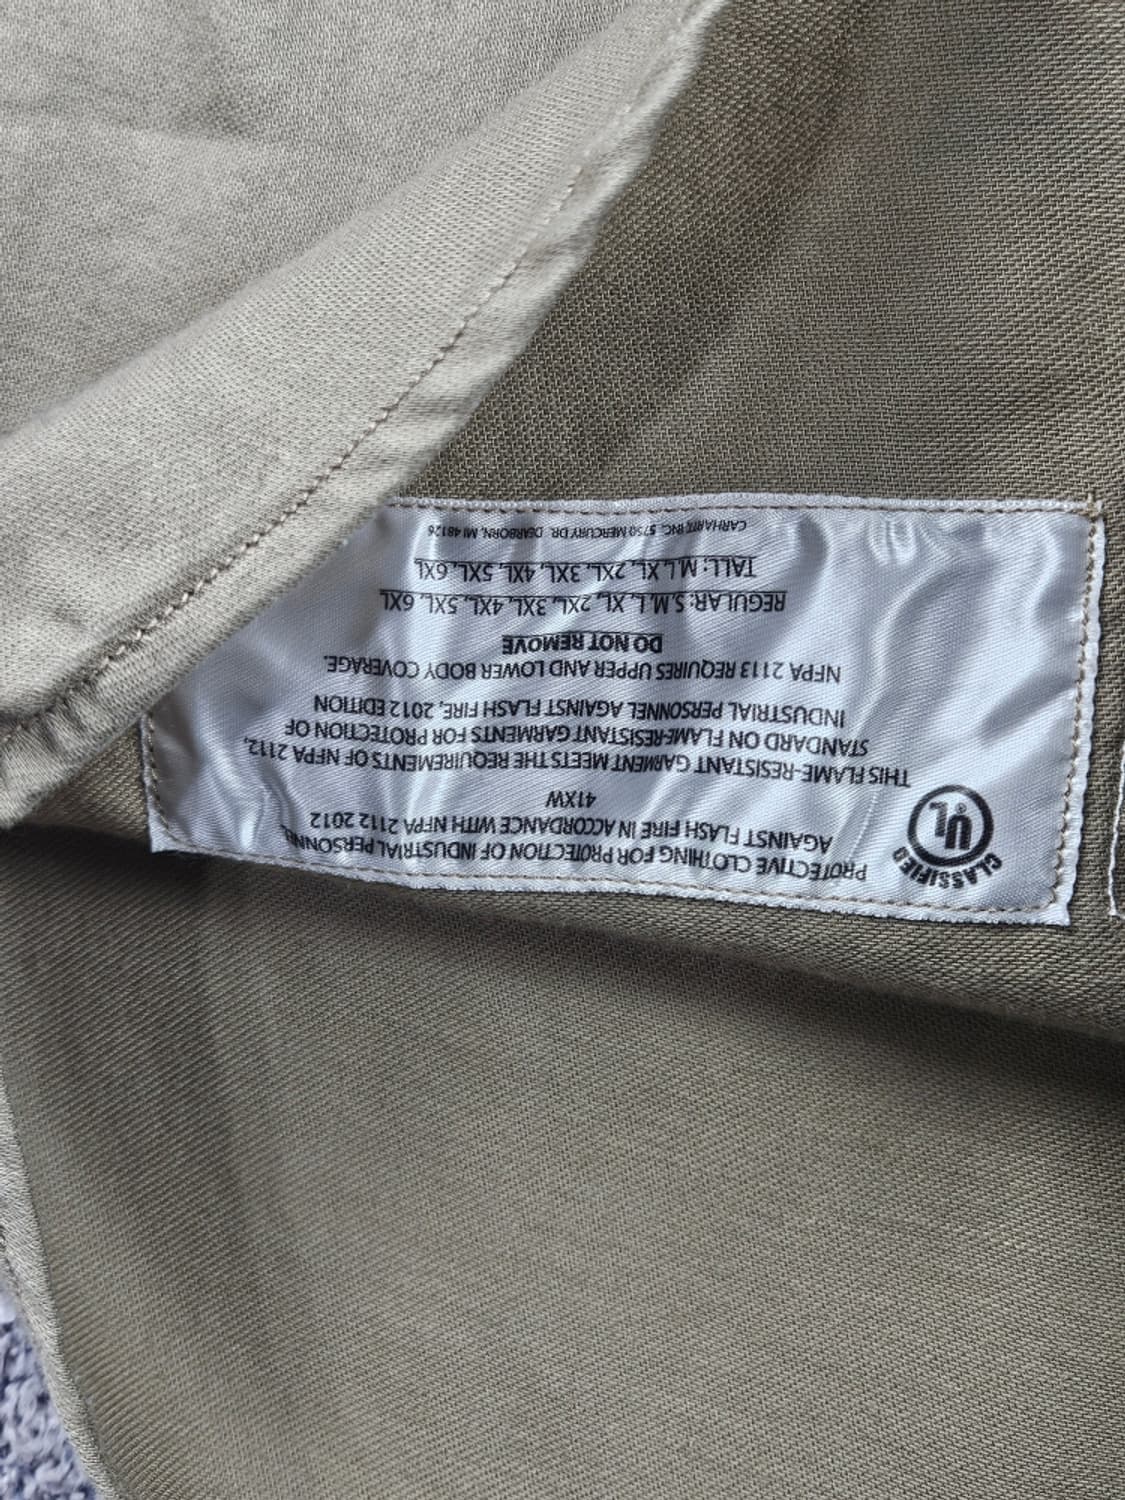 CLASSIFIED
UL
PROTECTIVE CLOTHING FOR PROTECTION OF INDUSTRIAL PERSONNEL
AGAINST FLASH FIRE IN ACCORDANCE WITH NFPA 2112 2012
41XW
THIS FLAME-RESISTANT GARMENT MEETS THE REQUIREMENTS OF NFPA 2112,
STANDARD ON FLAME-RESISTANT GARMENTS FOR PROTECTION OF
INDUSTRIAL PERSONNEL AGAINST FLASH FIRE, 2012 EDITION
NFPA 2113 REQUIRES UPPER AND LOWER BODY COVERAGE.
DO NOT REMOVE
REGULAR: S, M, L, XL, 2XL, 3XL, 4XL, 5XL, 6XL
TALL: M, L, XL, 2XL, 3XL, 4XL, 5XL, 6XL
CARHARTT, INC. 5750 MERCURY DR. DEARBORN, MI 48126